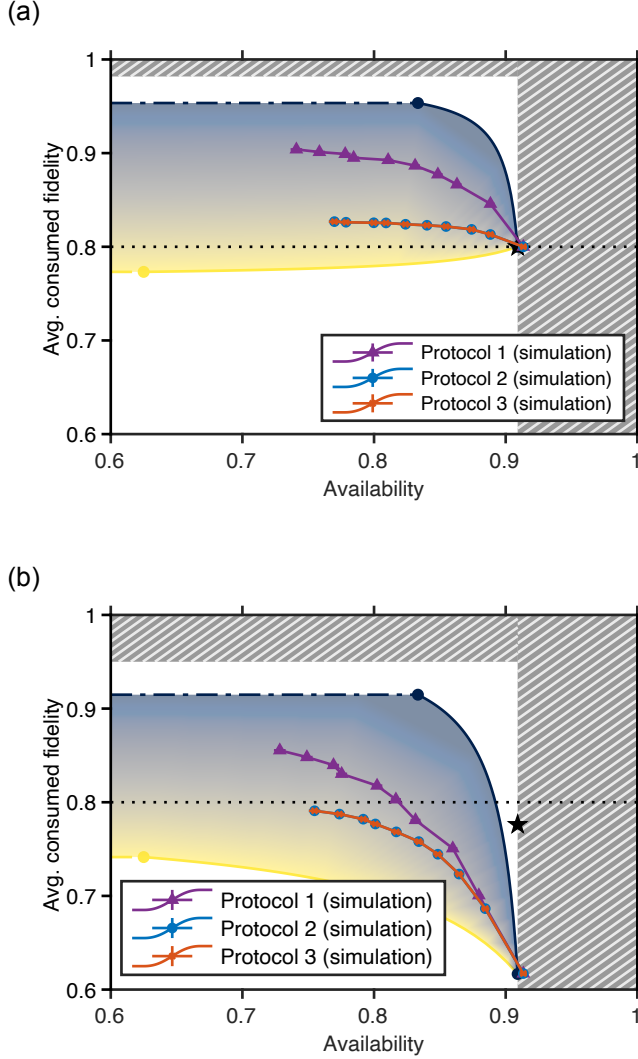 (a)
1
0.9
0.8
0.7
0.6
Avg. consumed fidelity
Protocol 1 (simulation)
Protocol 2 (simulation)
Protocol 3 (simulation)
0.6 0.7 0.8 0.9 1
Availability
(b)
1
0.9
0.8
0.7
0.6
Avg. consumed fidelity
Protocol 1 (simulation)
Protocol 2 (simulation)
Protocol 3 (simulation)
0.6 0.7 0.8 0.9 1
Availability